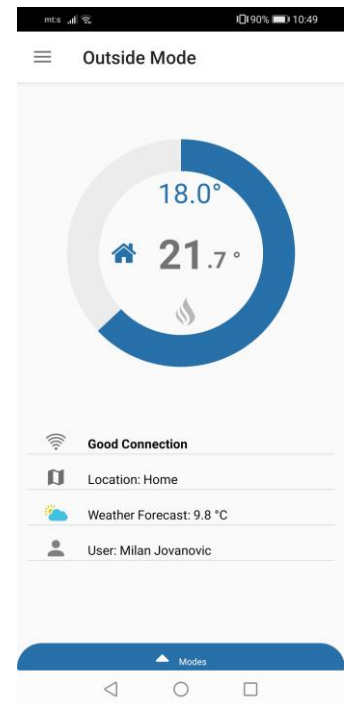 mt:s 90% 10:49
Outside Mode
18.0°
21.7°
Good Connection
Location: Home
Weather Forecast: 9.8 °C
User: Milan Jovanovic
Modes